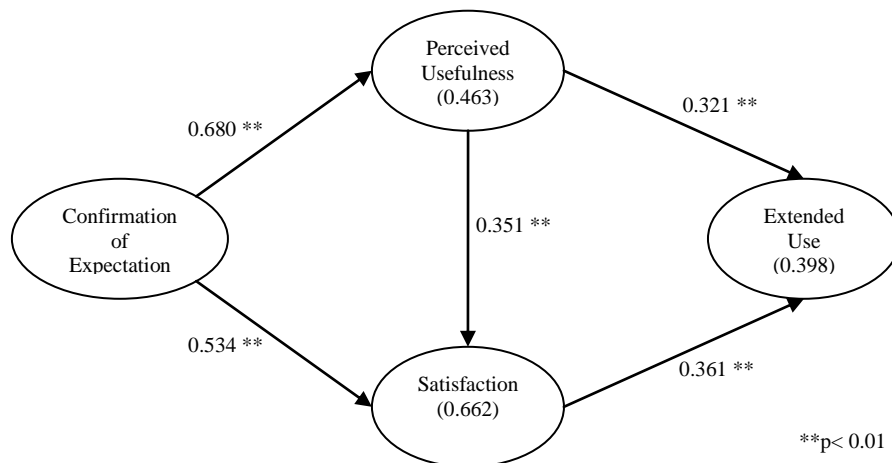 Perceived
Usefulness
(0.463)
0.680 **
0.321 **
Confirmation
of
Expectation
0.351 **
Extended
Use
(0.398)
0.534 **
Satisfaction
(0.662)
0.361 **
**p< 0.01